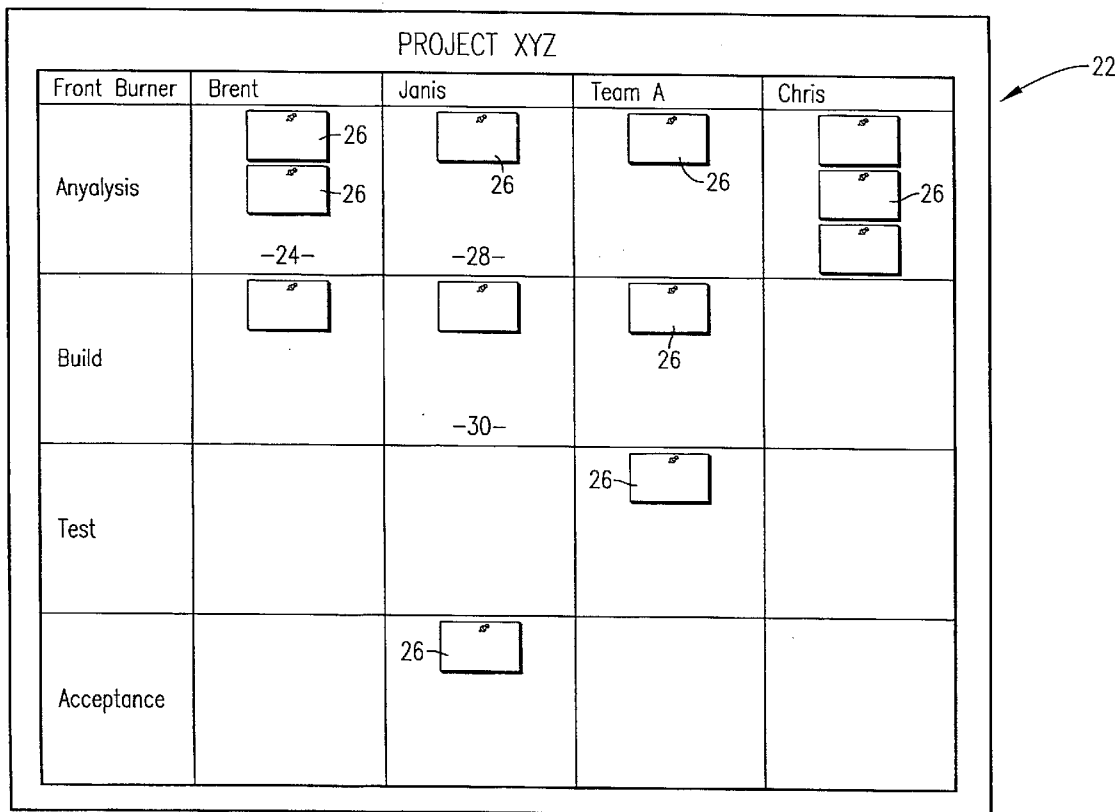 PROJECT XYZ
22
Front Burner Brent Janis Team A Chris
26
Anyalysis 26 26 26 26
-24- -28-
Build 26
-30-
26
Test
26
Acceptance